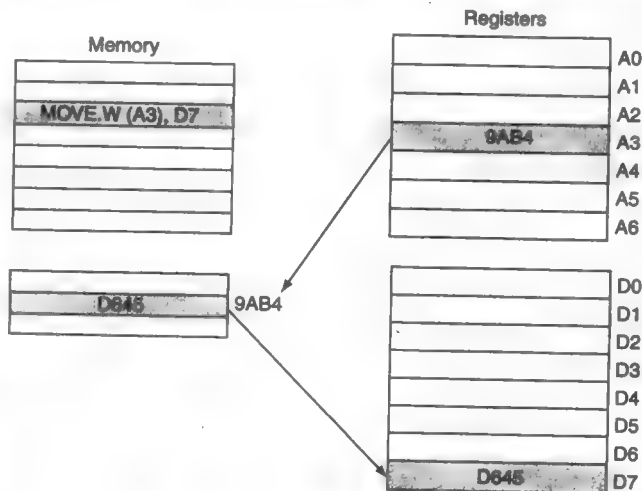 Memory
MOVE.W (A3), D7
D645
9AB4
Registers
A0
A1
A2
9AB4
A3
A4
A5
A6
D0
D1
D2
D3
D4
D5
D6
D645
D7